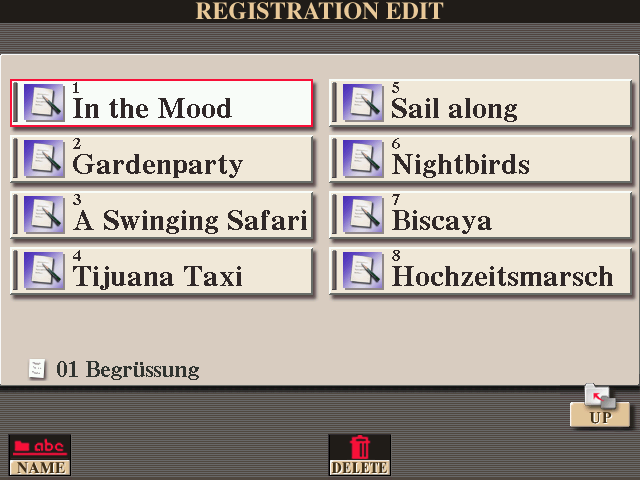 REGISTRATION EDIT
1
In the Mood
2
Gardenparty
3
A Swinging Safari
4
Tijuana Taxi
5
Sail along
6
Nightbirds
7
Biscaya
8
Hochzeitsmarsch
01 Begrüssung
UP
abc
NAME
DELETE